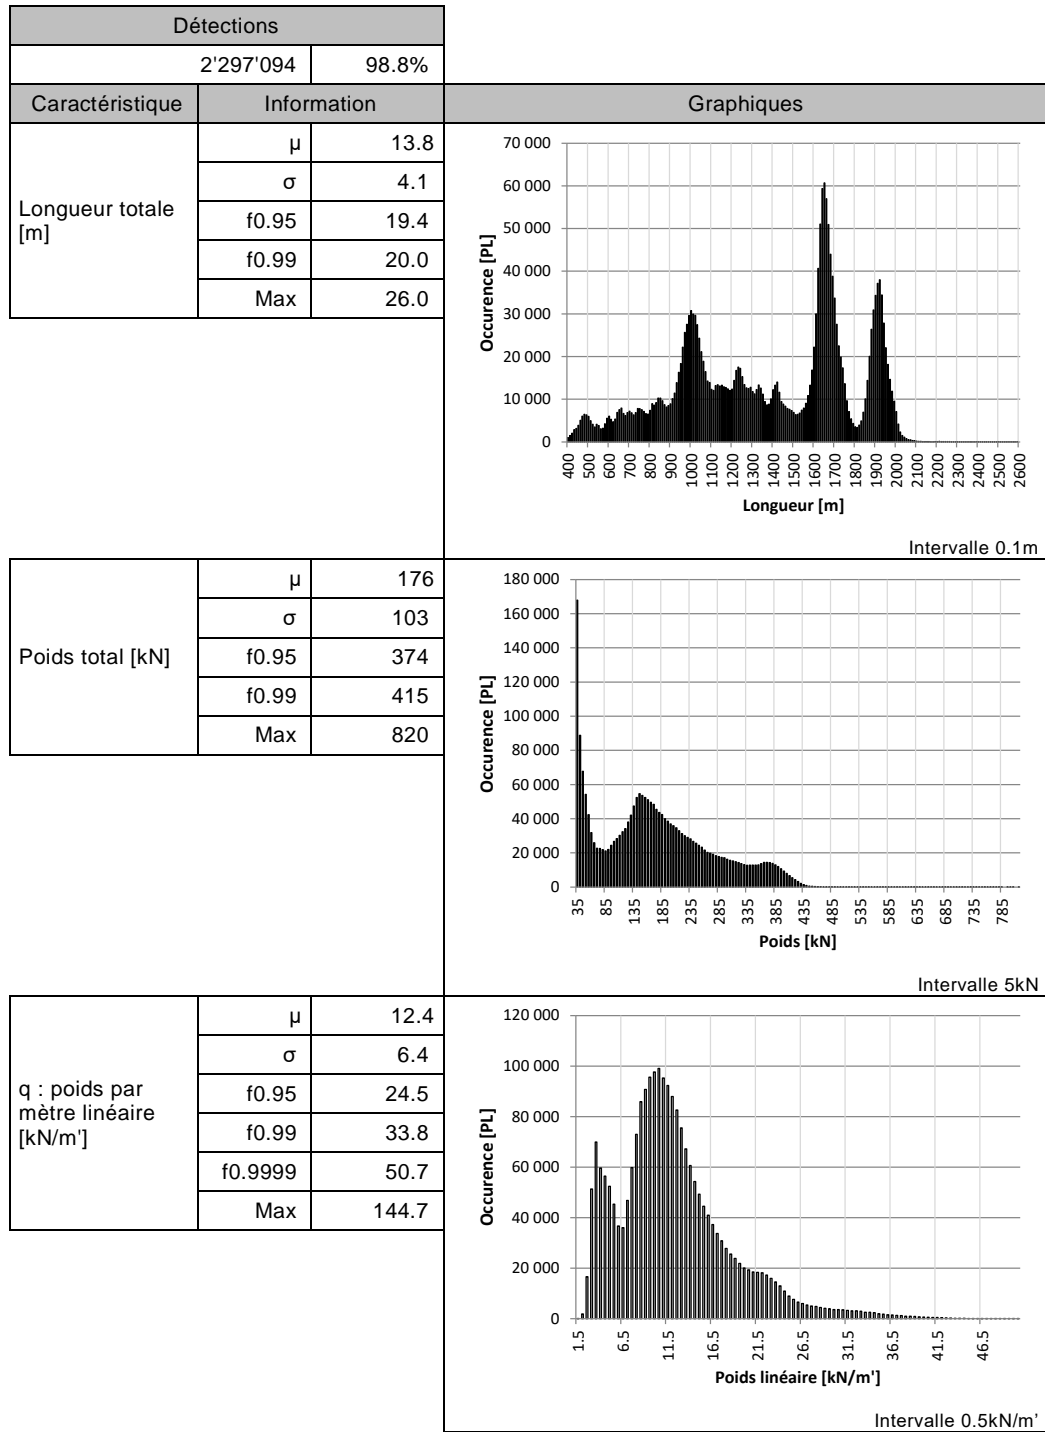 Détections
2'297'094 98.8%
Caractéristique Information Graphiques
Longueur totale
[m]
µ 13.8
σ 4.1
f0.95 19.4
f0.99 20.0
Max 26.0
70 000
60 000
50 000
40 000
30 000
20 000
10 000
0
Occurence [PL]
400 500 600 700 800 900 1000 1100 1200 1300 1400 1500 1600 1700 1800 1900 2000 2100 2200 2300 2400 2500 2600
Longueur [m]
Intervalle 0.1m
Poids total [kN]
µ 176
σ 103
f0.95 374
f0.99 415
Max 820
180 000
160 000
140 000
120 000
100 000
80 000
60 000
40 000
20 000
0
Occurence [PL]
35 85 135 185 235 285 335 385 435 485 535 585 635 685 735 785
Poids [kN]
Intervalle 5kN
q : poids par
mètre linéaire
[kN/m']
µ 12.4
σ 6.4
f0.95 24.5
f0.99 33.8
f0.9999 50.7
Max 144.7
120 000
100 000
80 000
60 000
40 000
20 000
0
Occurence [PL]
1.5 6.5 11.5 16.5 21.5 26.5 31.5 36.5 41.5 46.5
Poids linéaire [kN/m']
Intervalle 0.5kN/m’